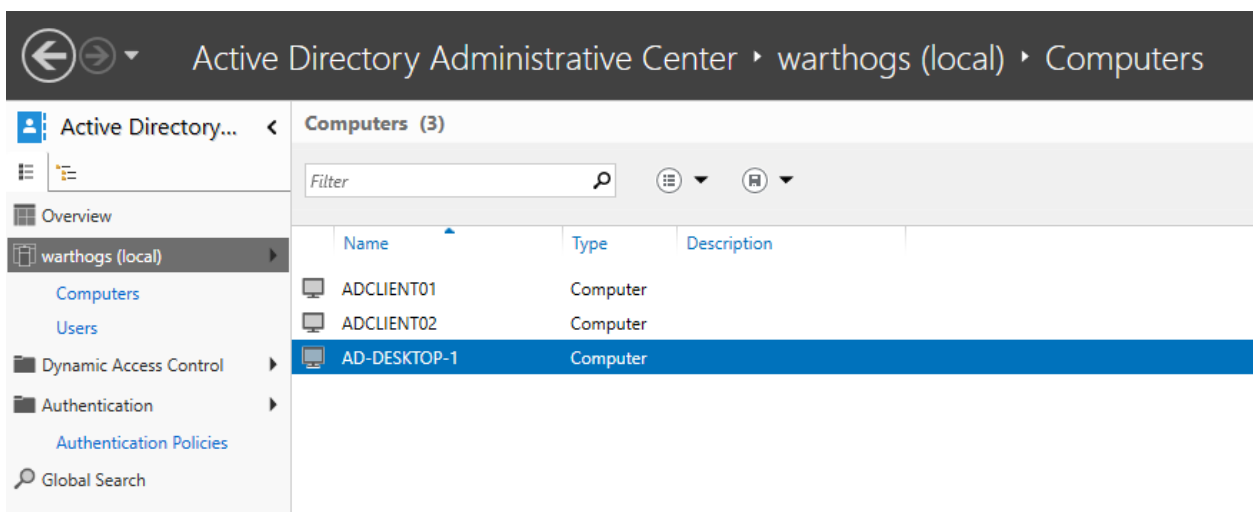 Active Directory Administrative Center ‣ warthogs (local) ‣ Computers
Active Directory...
Computers (3)
Filter
Overview
warthogs (local)
Computers
Users
Dynamic Access Control
Authentication
Authentication Policies
Global Search
Name Type Description
ADCLIENT01 Computer
ADCLIENT02 Computer
AD-DESKTOP-1 Computer